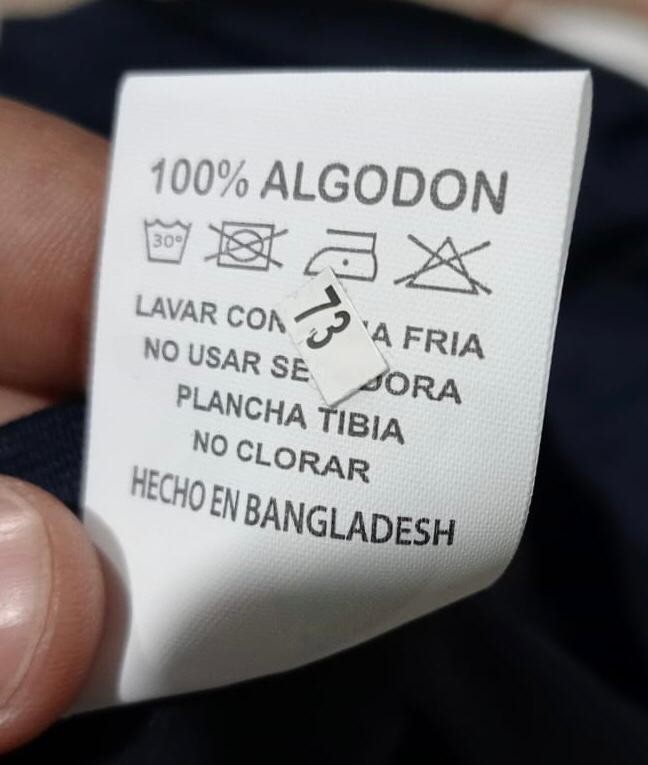 100% ALGODON
30°
LAVAR CON A FRIA
73
NO USAR SE DORA
PLANCHA TIBIA
NO CLORAR
HECHO EN BANGLADESH